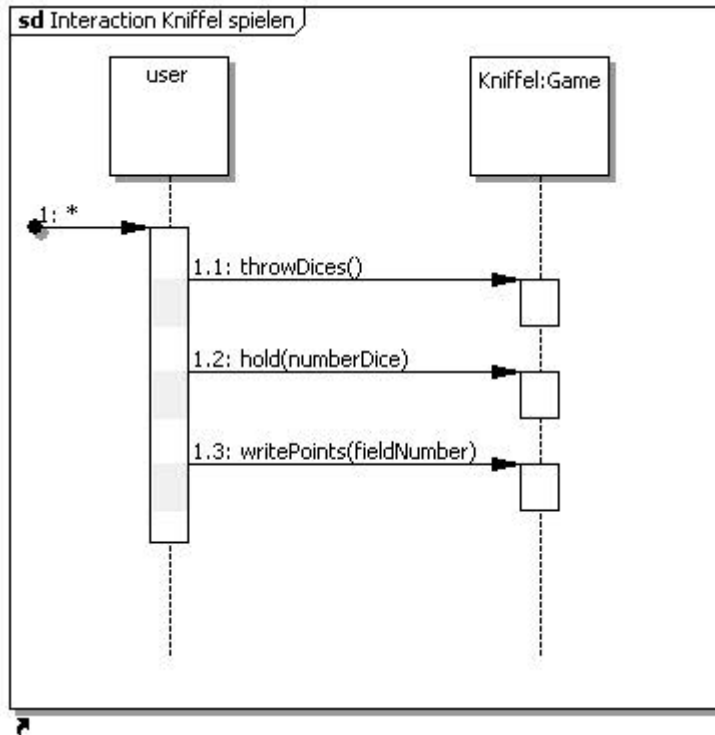 sd Interaction Kniffel spielen
user
Kniffel:Game
1: *
1.1: throwDices()
1.2: hold(numberDice)
1.3: writePoints(fieldNumber)